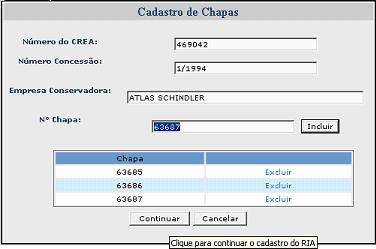 Cadastro de Chapas
Número do CREA: 469042
Número Concessão: 1/1994
Empresa Conservadora: ATLAS SCHINDLER
N° Chapa: 63687 Incluir
Chapa
63685 Excluir
63686 Excluir
63687 Excluir
Continuar Cancelar
Clique para continuar o cadastro do RIA